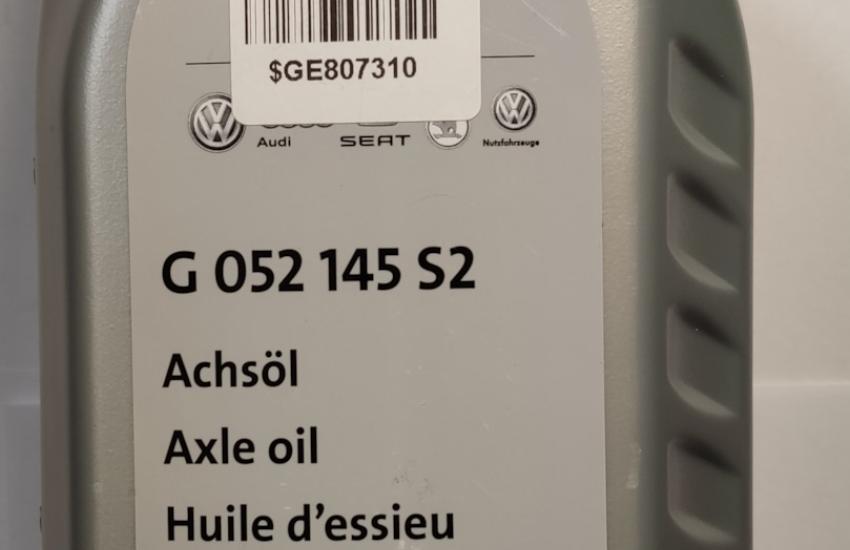 $GE807310
Audi SEAT Nutzfahrzeuge
G 052 145 S2
Achsöl
Axle oil
Huile d’essieu